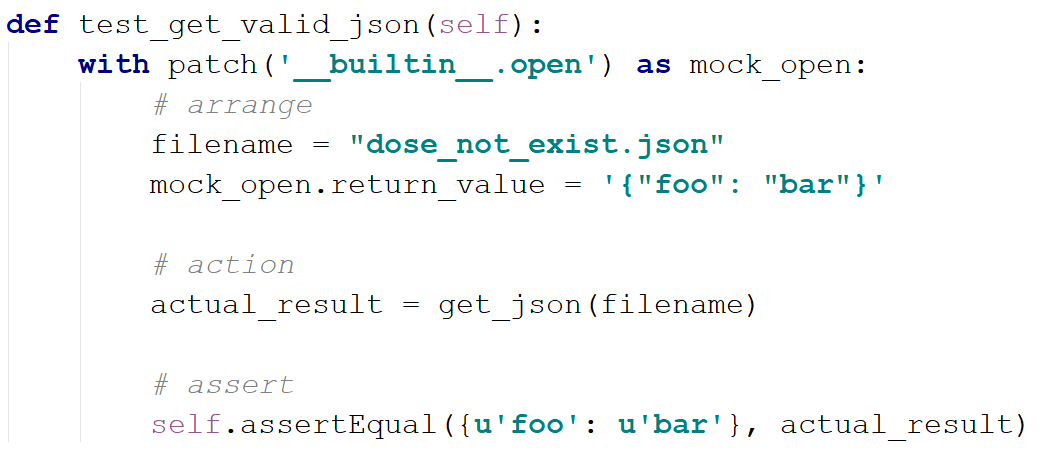 def test_get_valid_json(self):
    with patch('__builtin__.open') as mock_open:
        # arrange
        filename = "dose_not_exist.json"
        mock_open.return_value = '{"foo": "bar"}'

        # action
        actual_result = get_json(filename)

        # assert
        self.assertEqual({u'foo': u'bar'}, actual_result)